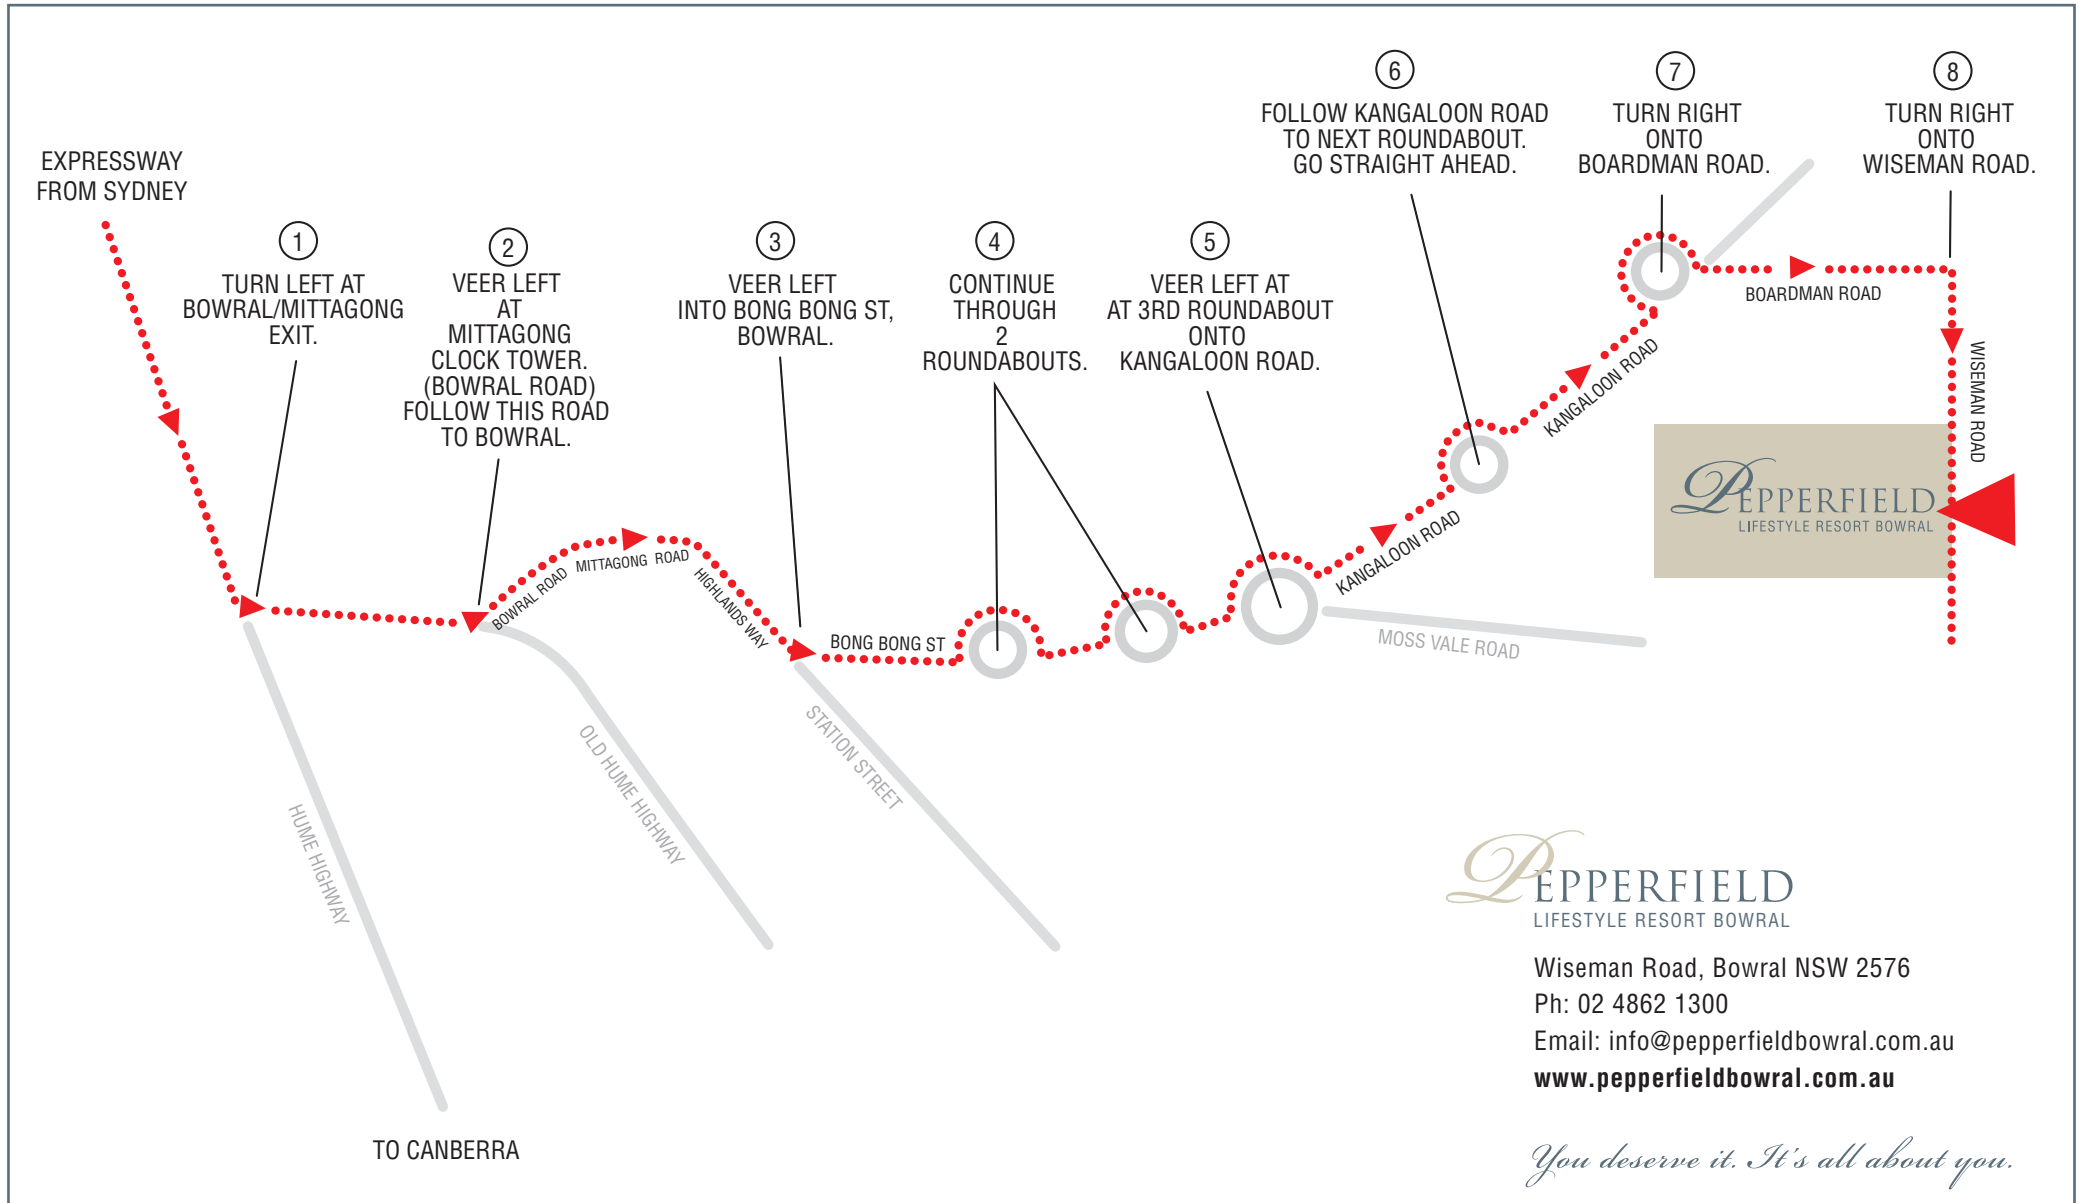 EXPRESSWAY
FROM SYDNEY
1
TURN LEFT AT
BOWRAL/MITTAGONG
EXIT.
2
VEER LEFT
AT
MITTAGONG
CLOCK TOWER.
(BOWRAL ROAD)
FOLLOW THIS ROAD
TO BOWRAL.
3
VEER LEFT
INTO BONG BONG ST,
BOWRAL.
4
CONTINUE
THROUGH
2
ROUNDABOUTS.
5
VEER LEFT AT
AT 3RD ROUNDABOUT
ONTO
KANGALOON ROAD.
6
FOLLOW KANGALOON ROAD
TO NEXT ROUNDABOUT.
GO STRAIGHT AHEAD.
7
TURN RIGHT
ONTO
BOARDMAN ROAD.
8
TURN RIGHT
ONTO
WISEMAN ROAD.
BOWRAL ROAD
MITTAGONG ROAD
HIGHLANDS WAY
BONG BONG ST
KANGALOON ROAD
KANGALOON ROAD
BOARDMAN ROAD
WISEMAN ROAD
MOSS VALE ROAD
STATION STREET
OLD HUME HIGHWAY
HUME HIGHWAY
TO CANBERRA
PEPPERFIELD
LIFESTYLE RESORT BOWRAL
PEPPERFIELD
LIFESTYLE RESORT BOWRAL
Wiseman Road, Bowral NSW 2576
Ph: 02 4862 1300
Email: info@pepperfieldbowral.com.au
www.pepperfieldbowral.com.au
You deserve it. It's all about you.